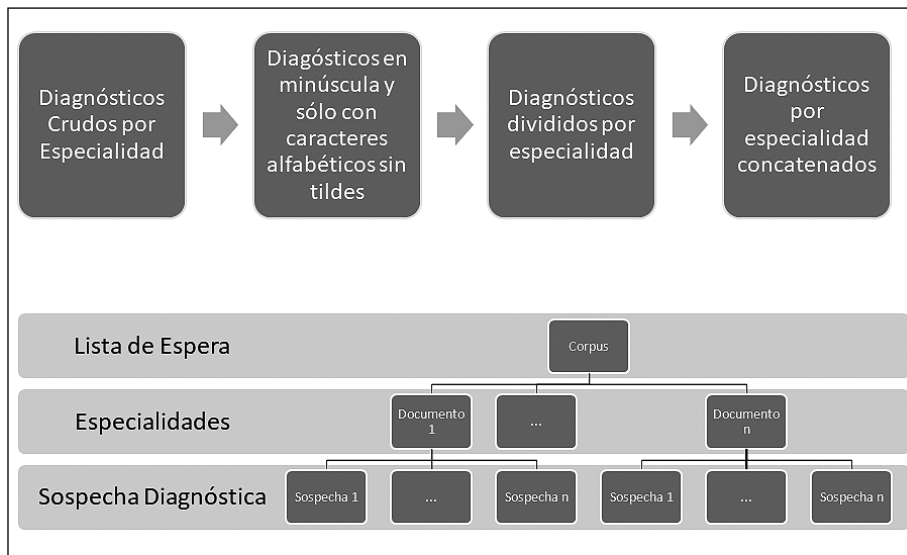 Diagnósticos
Crudos por
Especialidad
Diagósticos en
minúscula y
sólo con
caracteres
alfabéticos sin
tildes
Diagnósticos
divididos por
especialidad
Diagnósticos
por
especialidad
concatenados
Lista de Espera
Corpus
Especialidades
Documento
1
...
Documento
n
Sospecha Diagnóstica
Sospecha 1
...
Sospecha n
Sospecha 1
...
Sospecha n